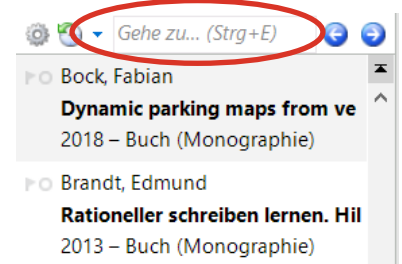 Gehe zu... (Strg+E)
Bock, Fabian
Dynamic parking maps from ve
2018 – Buch (Monographie)
Brandt, Edmund
Rationeller schreiben lernen. Hil
2013 – Buch (Monographie)